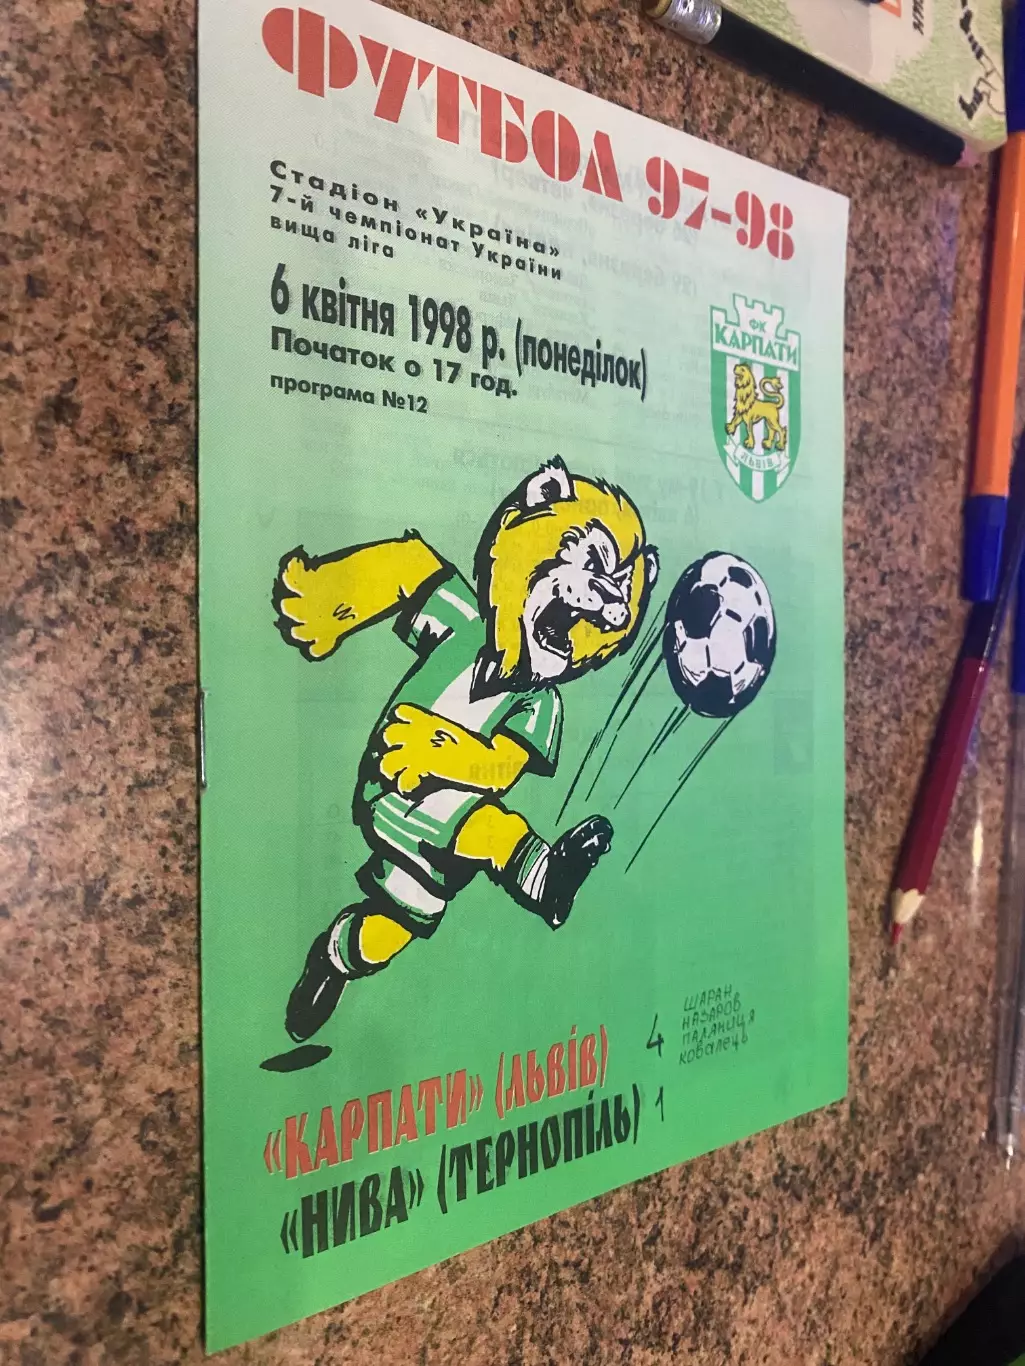 ФУТБОЛ 97-98
Стадіон «Україна»
7-й чемпіонат України
вища ліга
6 квітня 1998 р. (понеділок)
Початок о 17 год.
програма №12
ФК
КАРПАТИ
ЛЬВІВ
ШАРАН
НАЗАРОВ
ПАЛЯНИЦЯ
КОВАЛЕЦЬ
«КАРПАТИ» (ЛЬВІВ) 4
«НИВА» (ТЕРНОПІЛЬ) 1